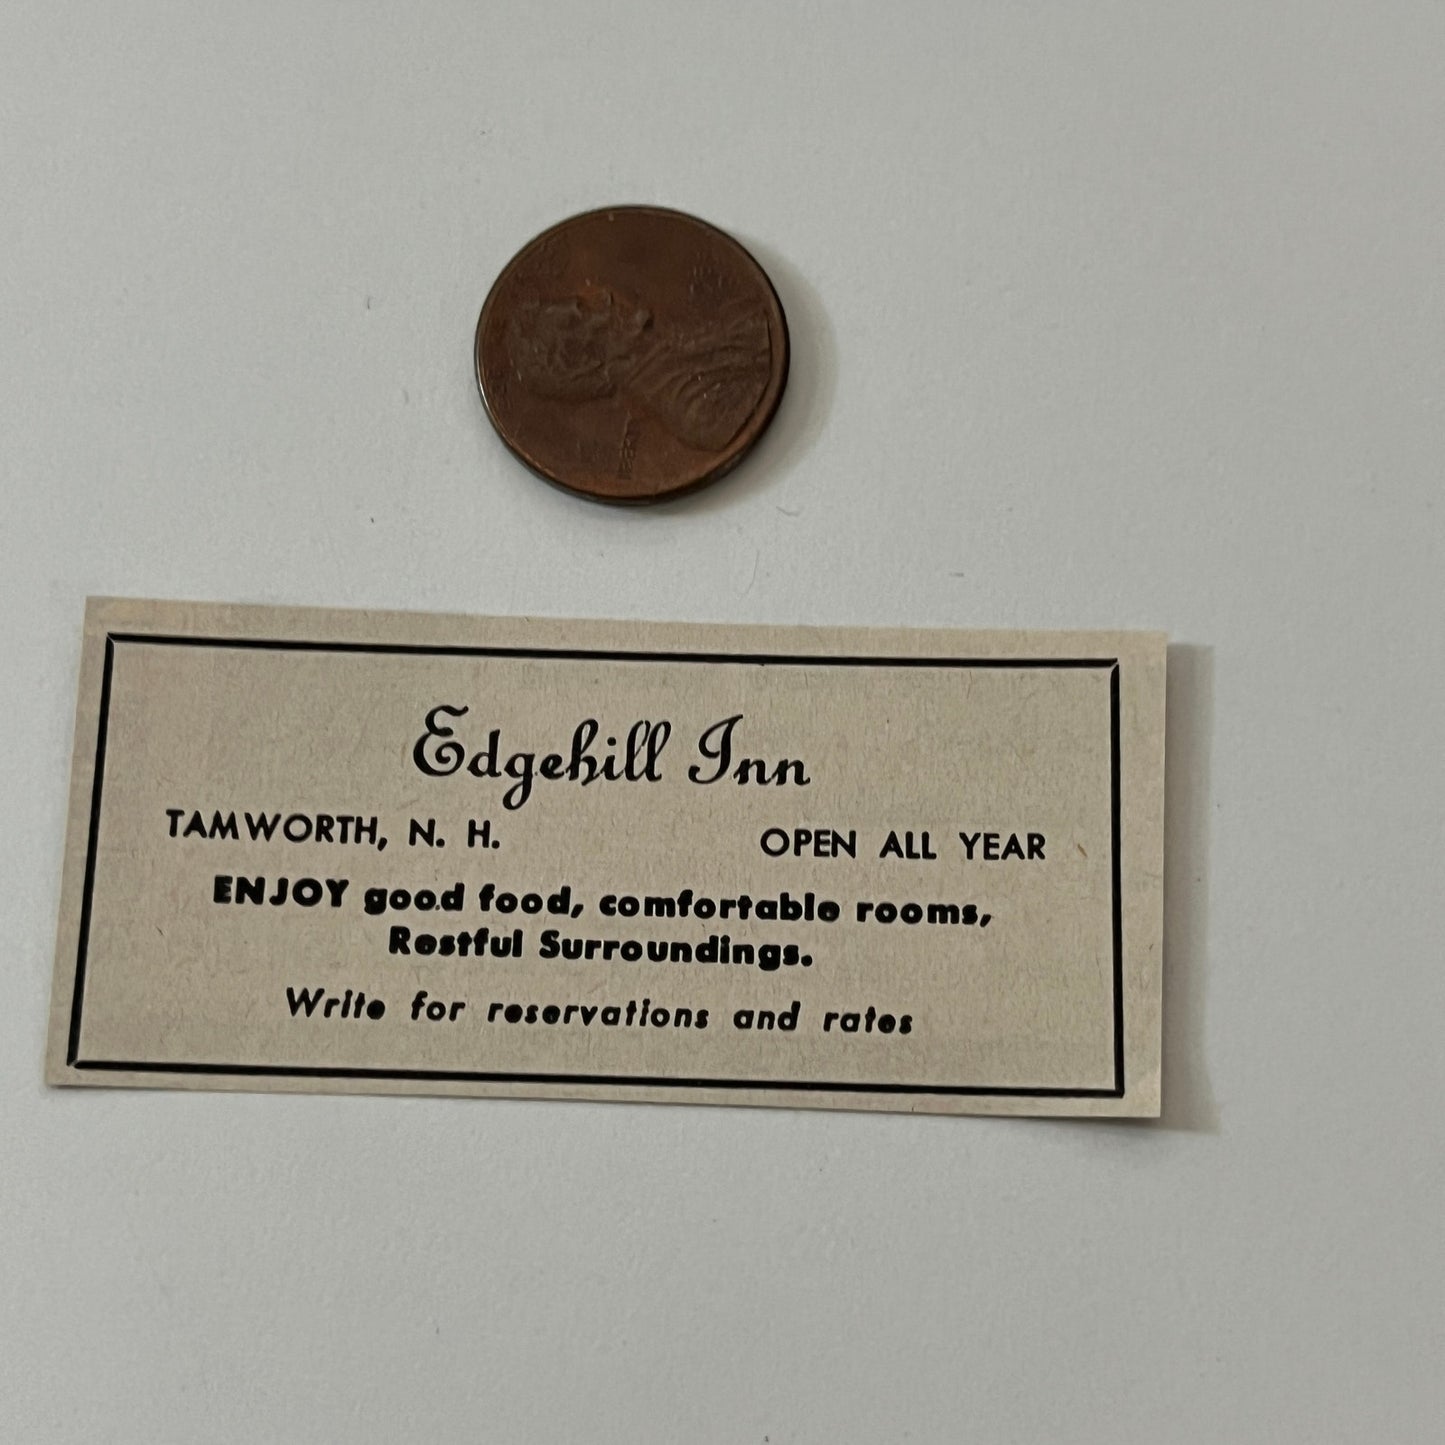 Edgehill Inn
TAMWORTH, N. H. OPEN ALL YEAR
ENJOY good food, comfortable rooms,
Restful Surroundings.
Write for reservations and rates